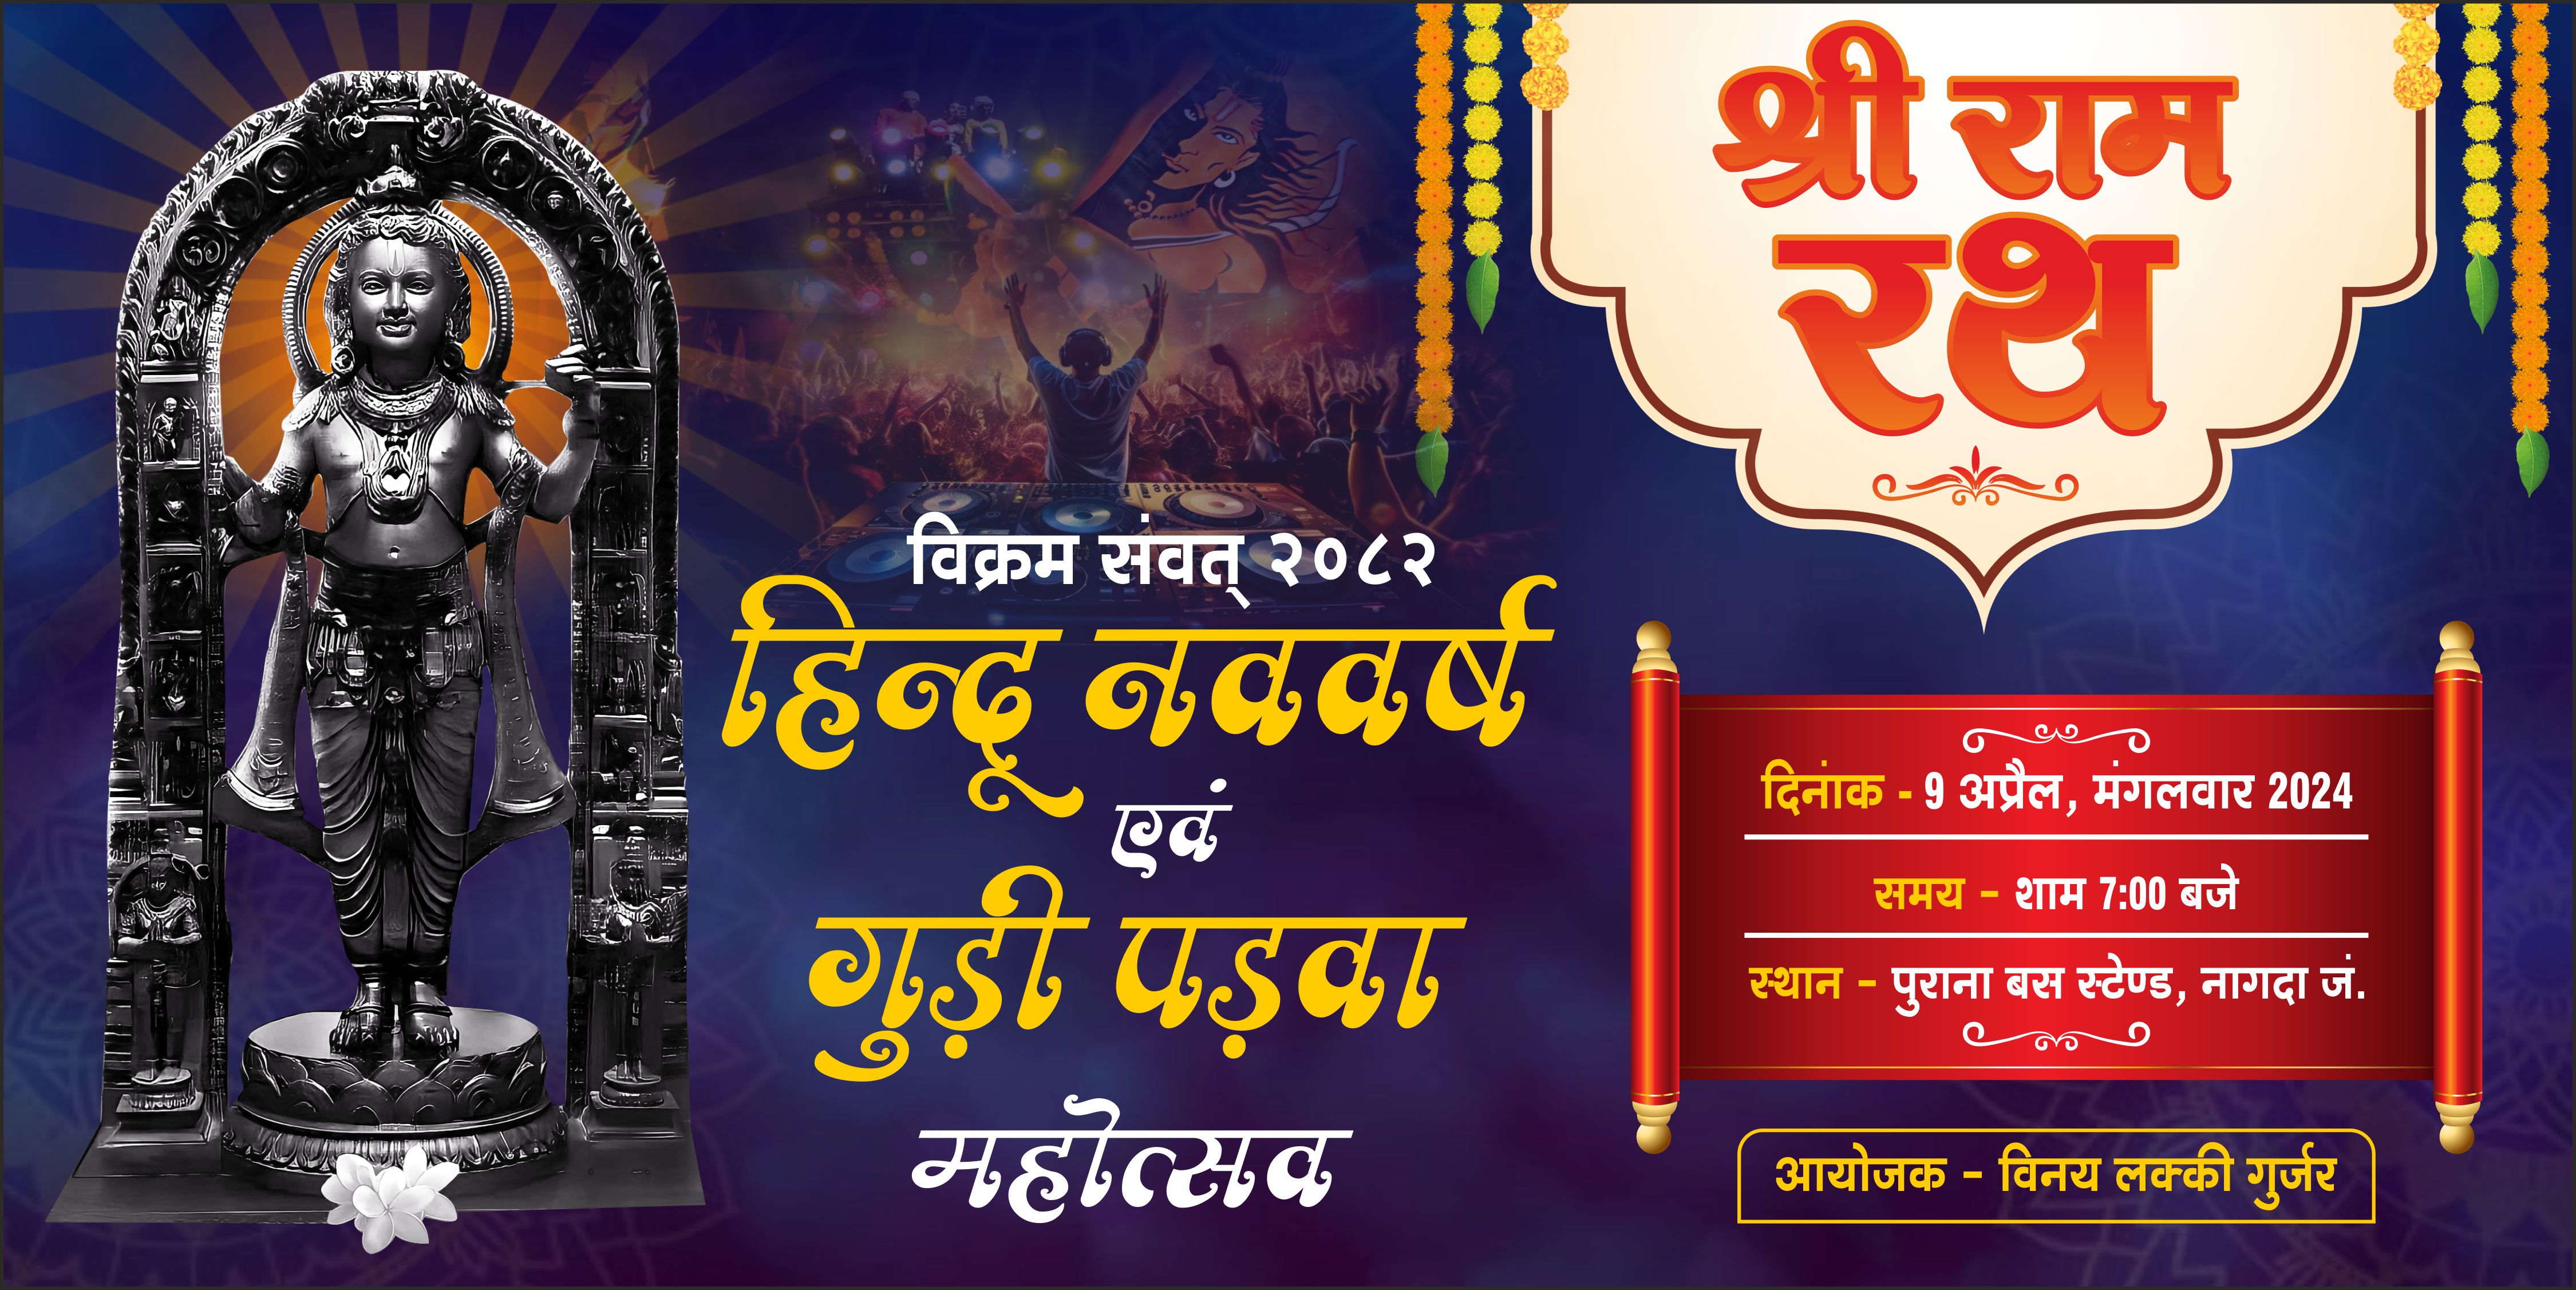 श्री राम
रथ
विक्रम संवत् २०८२
हिन्दू नववर्ष
एवं
गुड़ी पड़वा
महोत्सव
दिनांक - 9 अप्रैल, मंगलवार 2024
समय - शाम 7:00 बजे
स्थान - पुराना बस स्टेण्ड, नागदा जं.
आयोजक - विनय लक्की गुर्जर